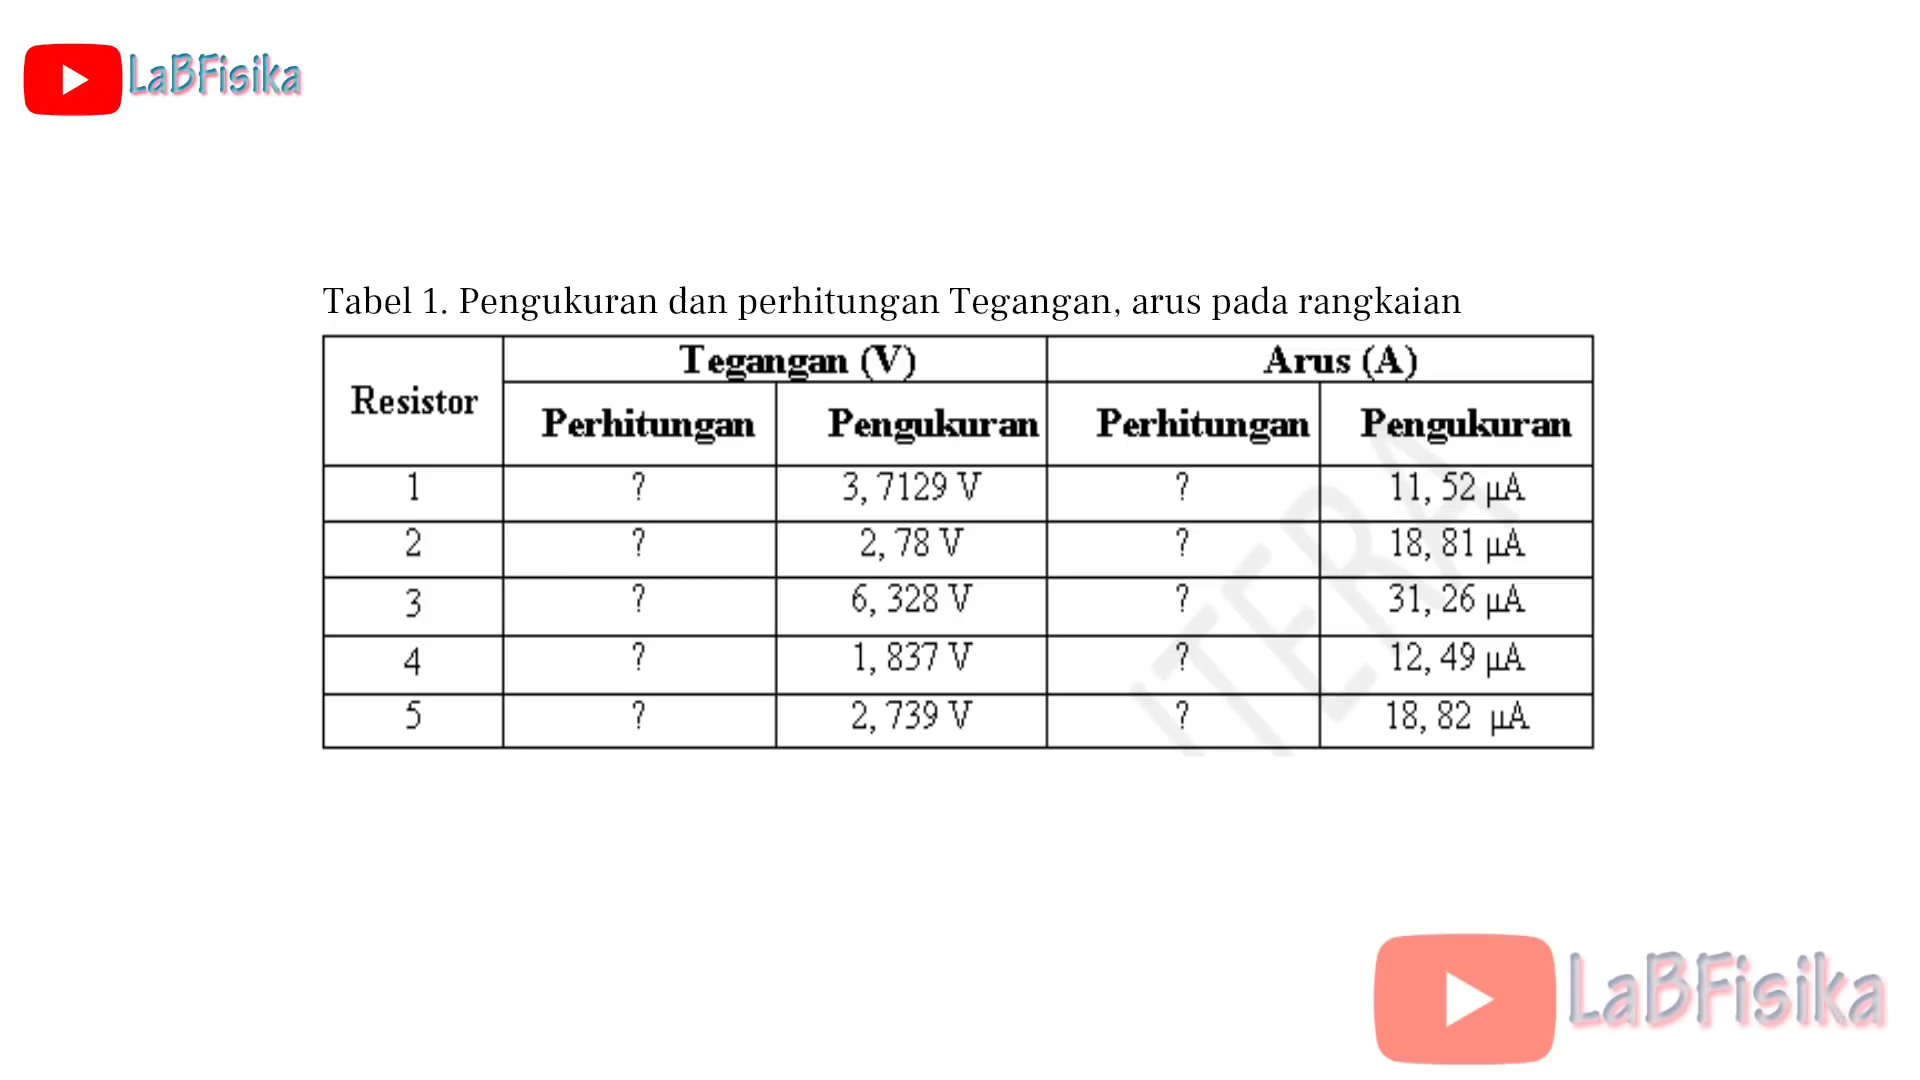 LaBFisika
Tabel 1. Pengukuran dan perhitungan Tegangan, arus pada rangkaian
Resistor Tegangan (V) Arus (A)
Perhitungan Pengukuran Perhitungan Pengukuran
1 ? 3, 7129 V ? 11, 52 µA
2 ? 2, 78 V ? 18, 81 µA
3 ? 6, 328 V ? 31, 26 µA
4 ? 1, 837 V ? 12, 49 µA
5 ? 2, 739 V ? 18, 82 µA
ITERA
LaBFisika